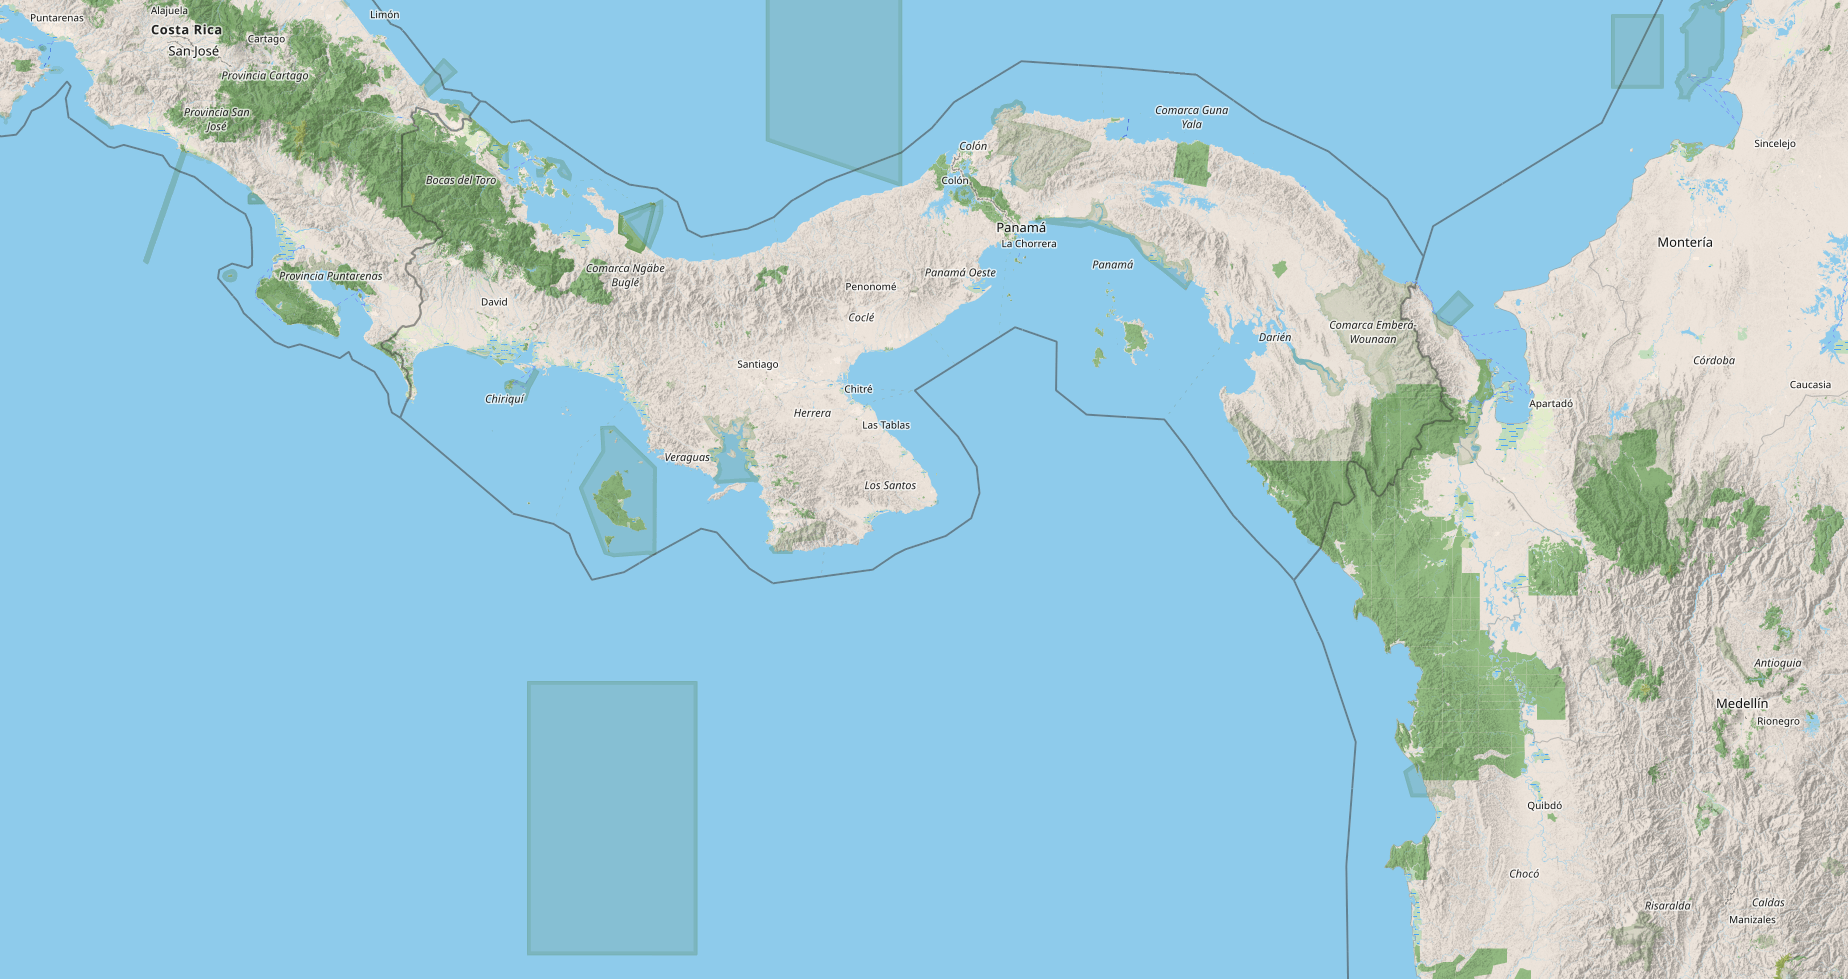 Alajuela
Limón
Puntarenas
Costa Rica
Cartago
San José
Provincia Cartago
Provincia San
José
Comarca Guna
Yala
Sincelejo
Colón
Bocas del Toro
Colón
Panamá
La Chorrera
Montería
Panamá
Comarca Ngäbe
Buglé
Provincia Puntarenas
Panamá Oeste
Penonomé
David
Coclé
Comarca Emberá-
Wounaan
Darién
Santiago
Córdoba
Chitré
Caucasia
Chiriquí
Apartadó
Herrera
Las Tablas
Veraguas
Los Santos
Antioquia
Medellín
Rionegro
Quibdó
Chocó
Risaralda
Caldas
Manizales